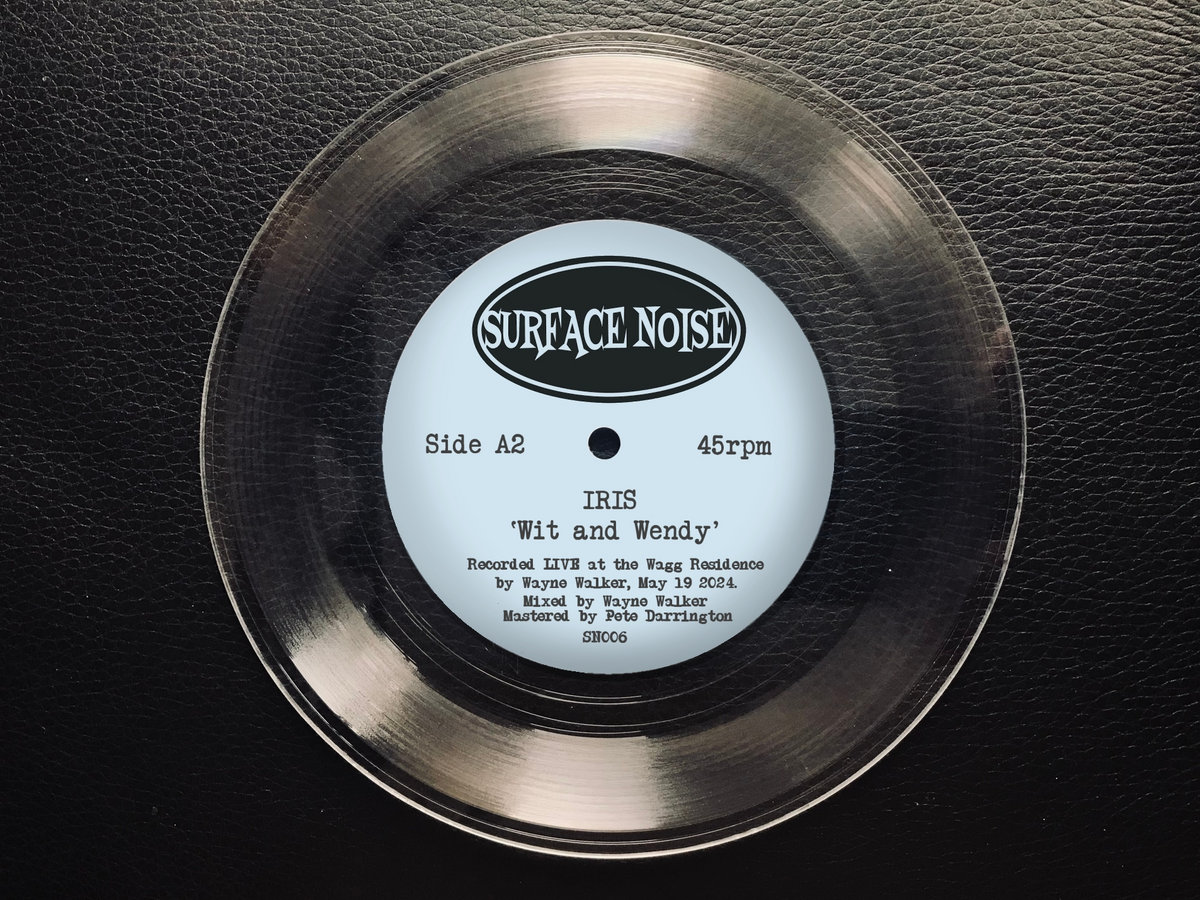 SURFACE NOISE
Side A2 45rpm
IRIS
‘Wit and Wendy’
Recorded LIVE at the Wagg Residence
by Wayne Walker, May 19 2024.
Mixed by Wayne Walker
Mastered by Pete Darrington
SN006